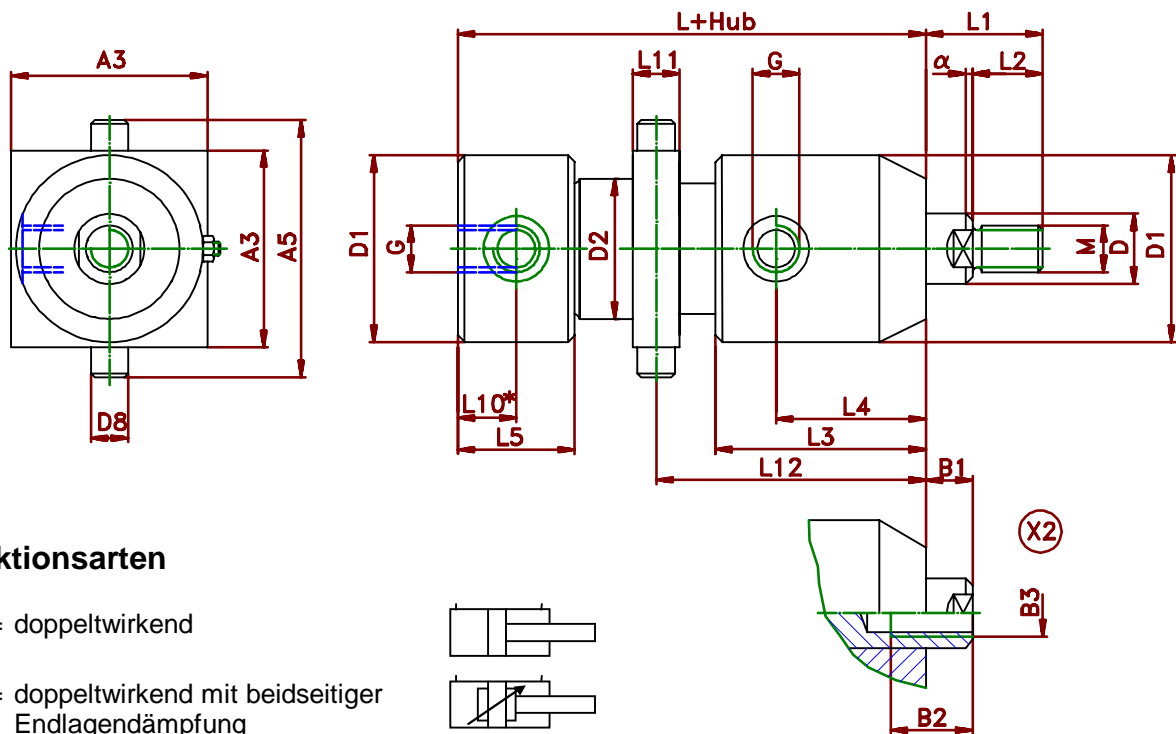 L+Hub
L1
A3
L11
G
α
L2
A3
A5
D1
G
D2
M
D
D1
D8
L10*
L5
L4
L3
L12
B1
X2
B3
B2
ktionsarten
= doppeltwirkend
= doppeltwirkend mit beidseitiger
Endlagendämpfung